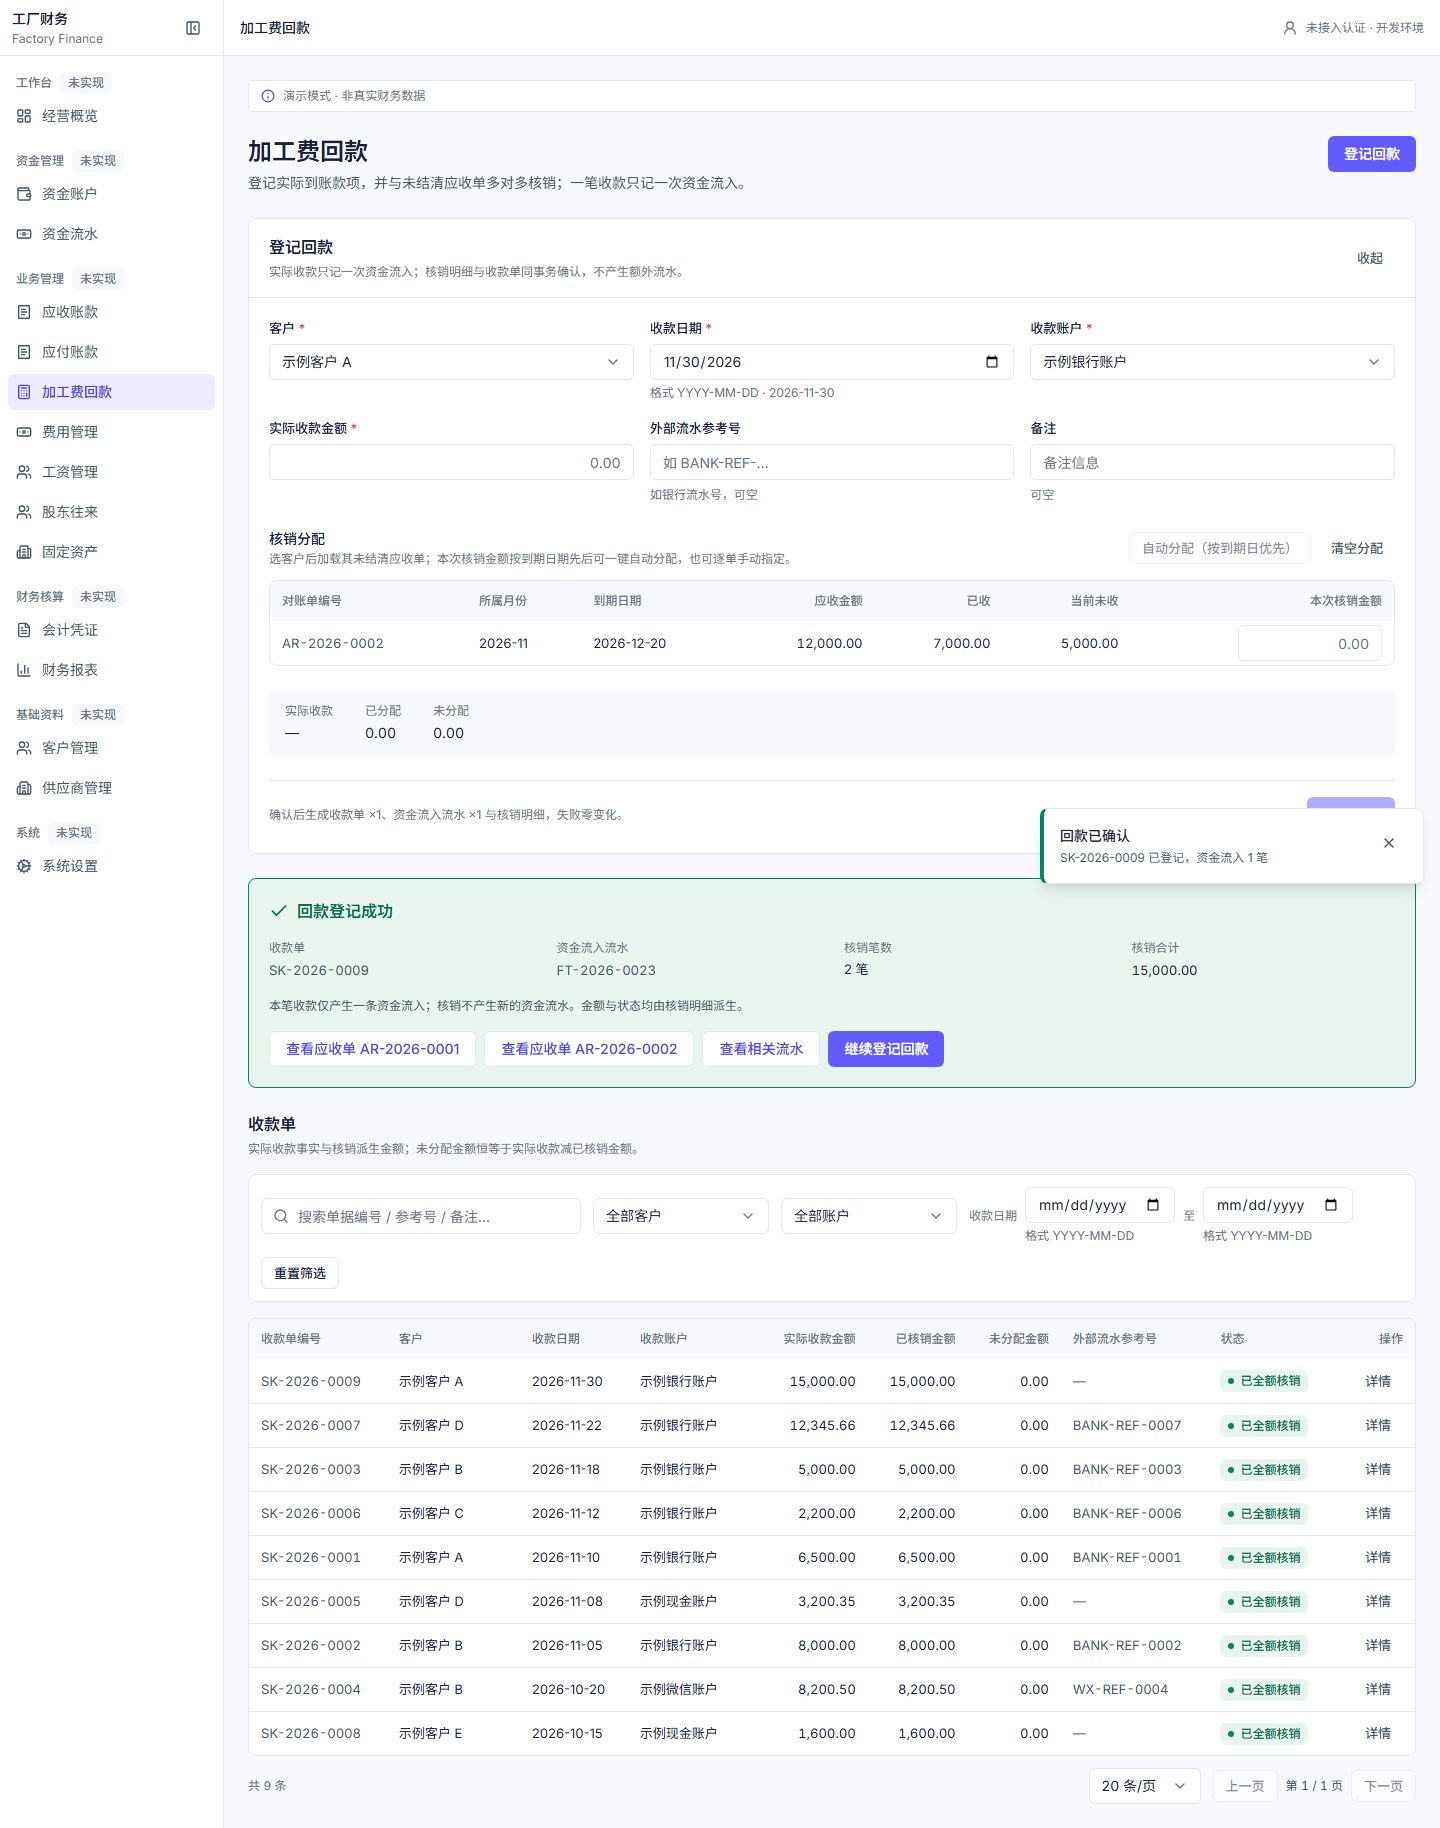 工厂财务
Factory Finance
加工费回款
未接入认证 · 开发环境
工作台 未实现
经营概览
资金管理 未实现
资金账户
资金流水
业务管理 未实现
应收账款
应付账款
加工费回款
费用管理
工资管理
股东往来
固定资产
财务核算 未实现
会计凭证
财务报表
基础资料 未实现
客户管理
供应商管理
系统 未实现
系统设置
演示模式 · 非真实财务数据
加工费回款
登记实际到账款项，并与未结清应收单多对多核销；一笔收款只记一次资金流入。
登记回款
登记回款
实际收款只记一次资金流入；核销明细与收款单同事务确认，不产生额外流水。
收起
客户 * 收款日期 * 收款账户 *
示例客户 A 11/30/2026 示例银行账户
格式 YYYY-MM-DD · 2026-11-30
实际收款金额 * 外部流水参考号 备注
0.00 如 BANK-REF-... 备注信息
如银行流水号，可空 可空
核销分配
选客户后加载其未结清应收单；本次核销金额按到期日期先后可一键自动分配，也可逐单手动指定。
自动分配（按到期日优先） 清空分配
对账单编号 所属月份 到期日期 应收金额 已收 当前未收 本次核销金额
AR-2026-0002 2026-11 2026-12-20 12,000.00 7,000.00 5,000.00 0.00
实际收款 已分配 未分配
— 0.00 0.00
确认后生成收款单 ×1、资金流入流水 ×1 与核销明细，失败零变化。
回款已确认
SK-2026-0009 已登记，资金流入 1 笔
回款登记成功
收款单 资金流入流水 核销笔数 核销合计
SK-2026-0009 FT-2026-0023 2 笔 15,000.00
本笔收款仅产生一条资金流入；核销不产生新的资金流水。金额与状态均由核销明细派生。
查看应收单 AR-2026-0001 查看应收单 AR-2026-0002 查看相关流水 继续登记回款
收款单
实际收款事实与核销派生金额；未分配金额恒等于实际收款减已核销金额。
搜索单据编号 / 参考号 / 备注... 全部客户 全部账户 收款日期 mm/dd/yyyy 至 mm/dd/yyyy
格式 YYYY-MM-DD 格式 YYYY-MM-DD
重置筛选
收款单编号 客户 收款日期 收款账户 实际收款金额 已核销金额 未分配金额 外部流水参考号 状态 操作
SK-2026-0009 示例客户 A 2026-11-30 示例银行账户 15,000.00 15,000.00 0.00 — 已全额核销 详情
SK-2026-0007 示例客户 D 2026-11-22 示例银行账户 12,345.66 12,345.66 0.00 BANK-REF-0007 已全额核销 详情
SK-2026-0003 示例客户 B 2026-11-18 示例银行账户 5,000.00 5,000.00 0.00 BANK-REF-0003 已全额核销 详情
SK-2026-0006 示例客户 C 2026-11-12 示例银行账户 2,200.00 2,200.00 0.00 BANK-REF-0006 已全额核销 详情
SK-2026-0001 示例客户 A 2026-11-10 示例银行账户 6,500.00 6,500.00 0.00 BANK-REF-0001 已全额核销 详情
SK-2026-0005 示例客户 D 2026-11-08 示例现金账户 3,200.35 3,200.35 0.00 — 已全额核销 详情
SK-2026-0002 示例客户 B 2026-11-05 示例银行账户 8,000.00 8,000.00 0.00 BANK-REF-0002 已全额核销 详情
SK-2026-0004 示例客户 B 2026-10-20 示例微信账户 8,200.50 8,200.50 0.00 WX-REF-0004 已全额核销 详情
SK-2026-0008 示例客户 E 2026-10-15 示例现金账户 1,600.00 1,600.00 0.00 — 已全额核销 详情
共 9 条 20 条/页 上一页 第 1 / 1 页 下一页